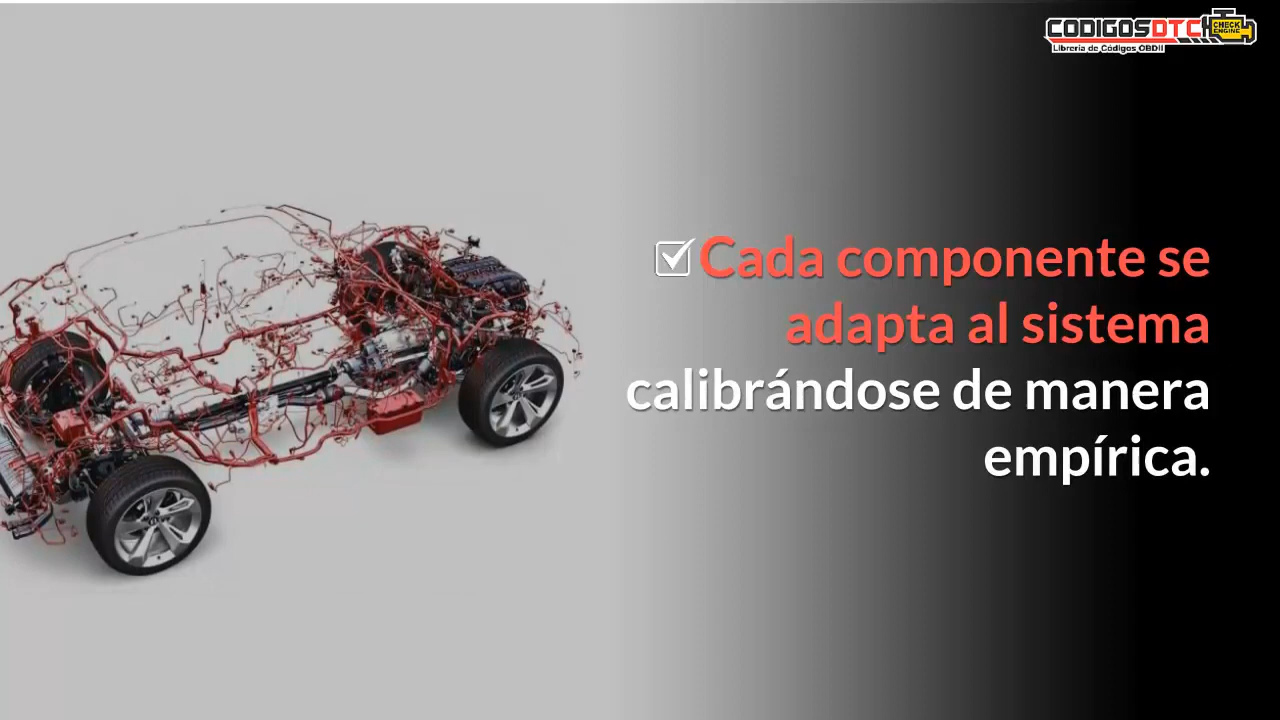 CODIGOSDTC
CHECK
ENGINE
Libreria de Códigos OBDII
☑Cada componente se
adapta al sistema
calibrándose de manera
empírica.